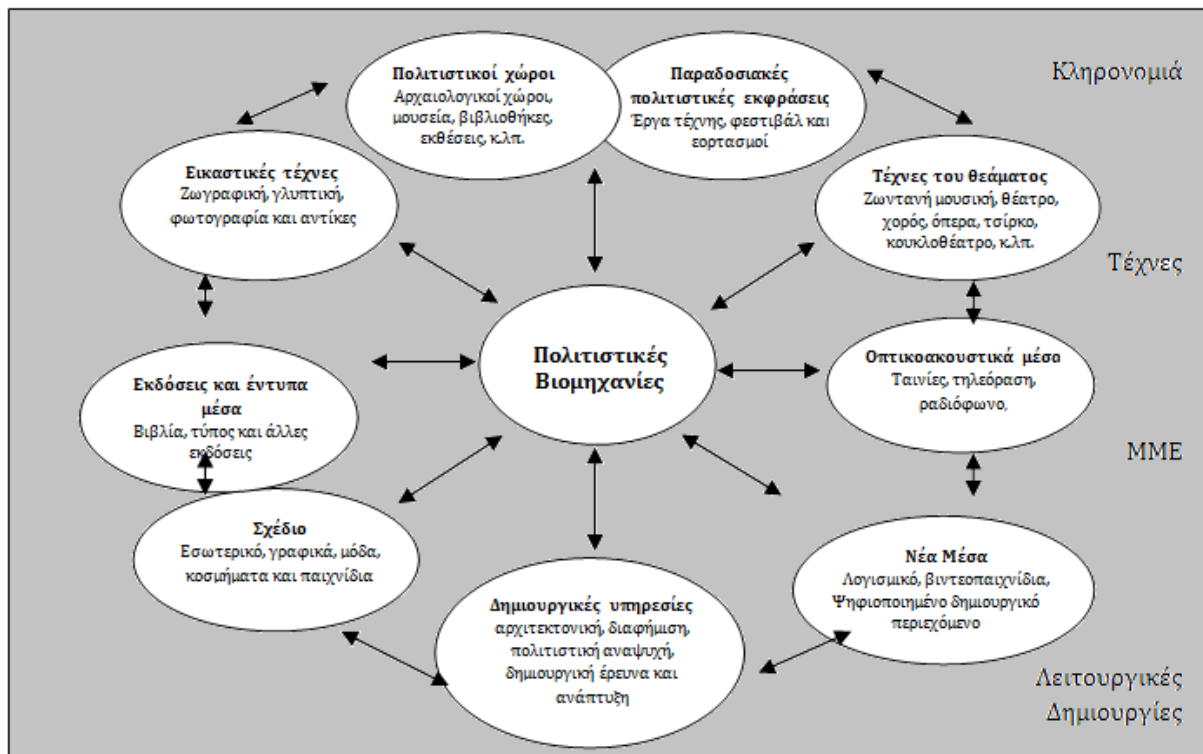 Πολιτιστικοί χώροι
Αρχαιολογικοί χώροι,
μουσεία, βιβλιοθήκες,
εκθέσεις, κ.λπ.
Παραδοσιακές
πολιτιστικές εκφράσεις
Έργα τέχνης, φεστιβάλ και
εορτασμοί
Κληρονομιά
Εικαστικές τέχνες
Ζωγραφική, γλυπτική,
φωτογραφία και αντίκες
Τέχνες του θεάματος
Ζωντανή μουσική, θέατρο,
χορός, όπερα, τσίρκο,
κουκλοθέατρο, κ.λπ.
Τέχνες
Πολιτιστικές
Βιομηχανίες
Εκδόσεις και έντυπα
μέσα
Βιβλία, τύπος και άλλες
εκδόσεις
Οπτικοακουστικά μέσο
Ταινίες, τηλεόραση,
ραδιόφωνο,
ΜΜΕ
Σχέδιο
Εσωτερικό, γραφικά, μόδα,
κοσμήματα και παιχνίδια
Νέα Μέσα
Λογισμικό, βιντεοπαιχνίδια,
Ψηφιοποιημένο δημιουργικό
περιεχόμενο
Δημιουργικές υπηρεσίες
αρχιτεκτονική, διαφήμιση,
πολιτιστική αναψυχή,
δημιουργική έρευνα και
ανάπτυξη
Λειτουργικές
Δημιουργίες